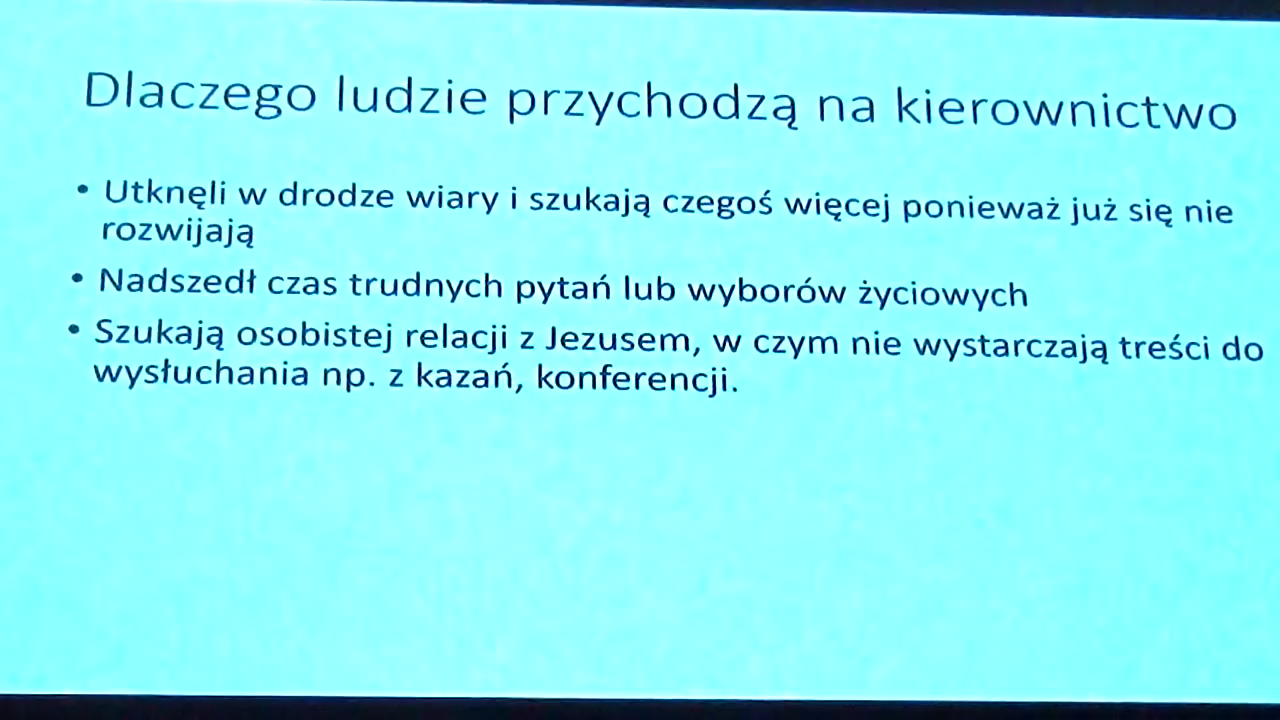 Dlaczego ludzie przychodzą na kierownictwo
• Utknęli w drodze wiary i szukają czegoś więcej ponieważ już się nie
rozwijają
• Nadszedł czas trudnych pytań lub wyborów życiowych
• Szukają osobistej relacji z Jezusem, w czym nie wystarczają treści do
wysłuchania np. z kazań, konferencji.